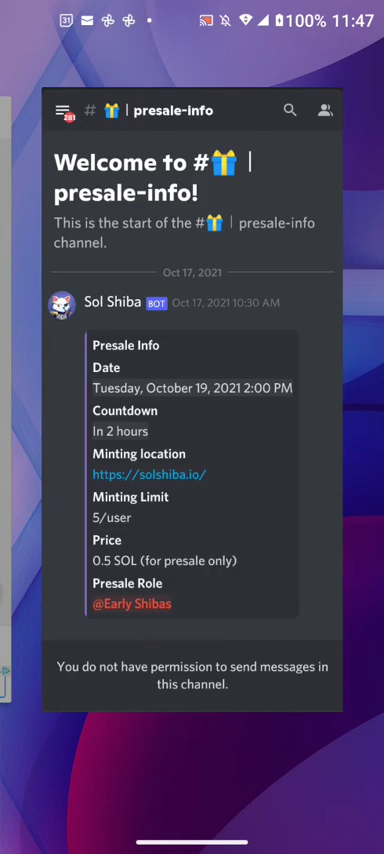 31 100% 11:47
281 # 🎁 | presale-info
Welcome to #🎁 |
presale-info!
This is the start of the #🎁 | presale-info
channel.
Oct 17, 2021
Sol Shiba BOT Oct 17, 2021 10:30 AM
Presale Info
Date
Tuesday, October 19, 2021 2:00 PM
Countdown
In 2 hours
Minting location
https://solshiba.io/
Minting Limit
5/user
Price
0.5 SOL (for presale only)
Presale Role
@Early Shibas
You do not have permission to send messages in
this channel.